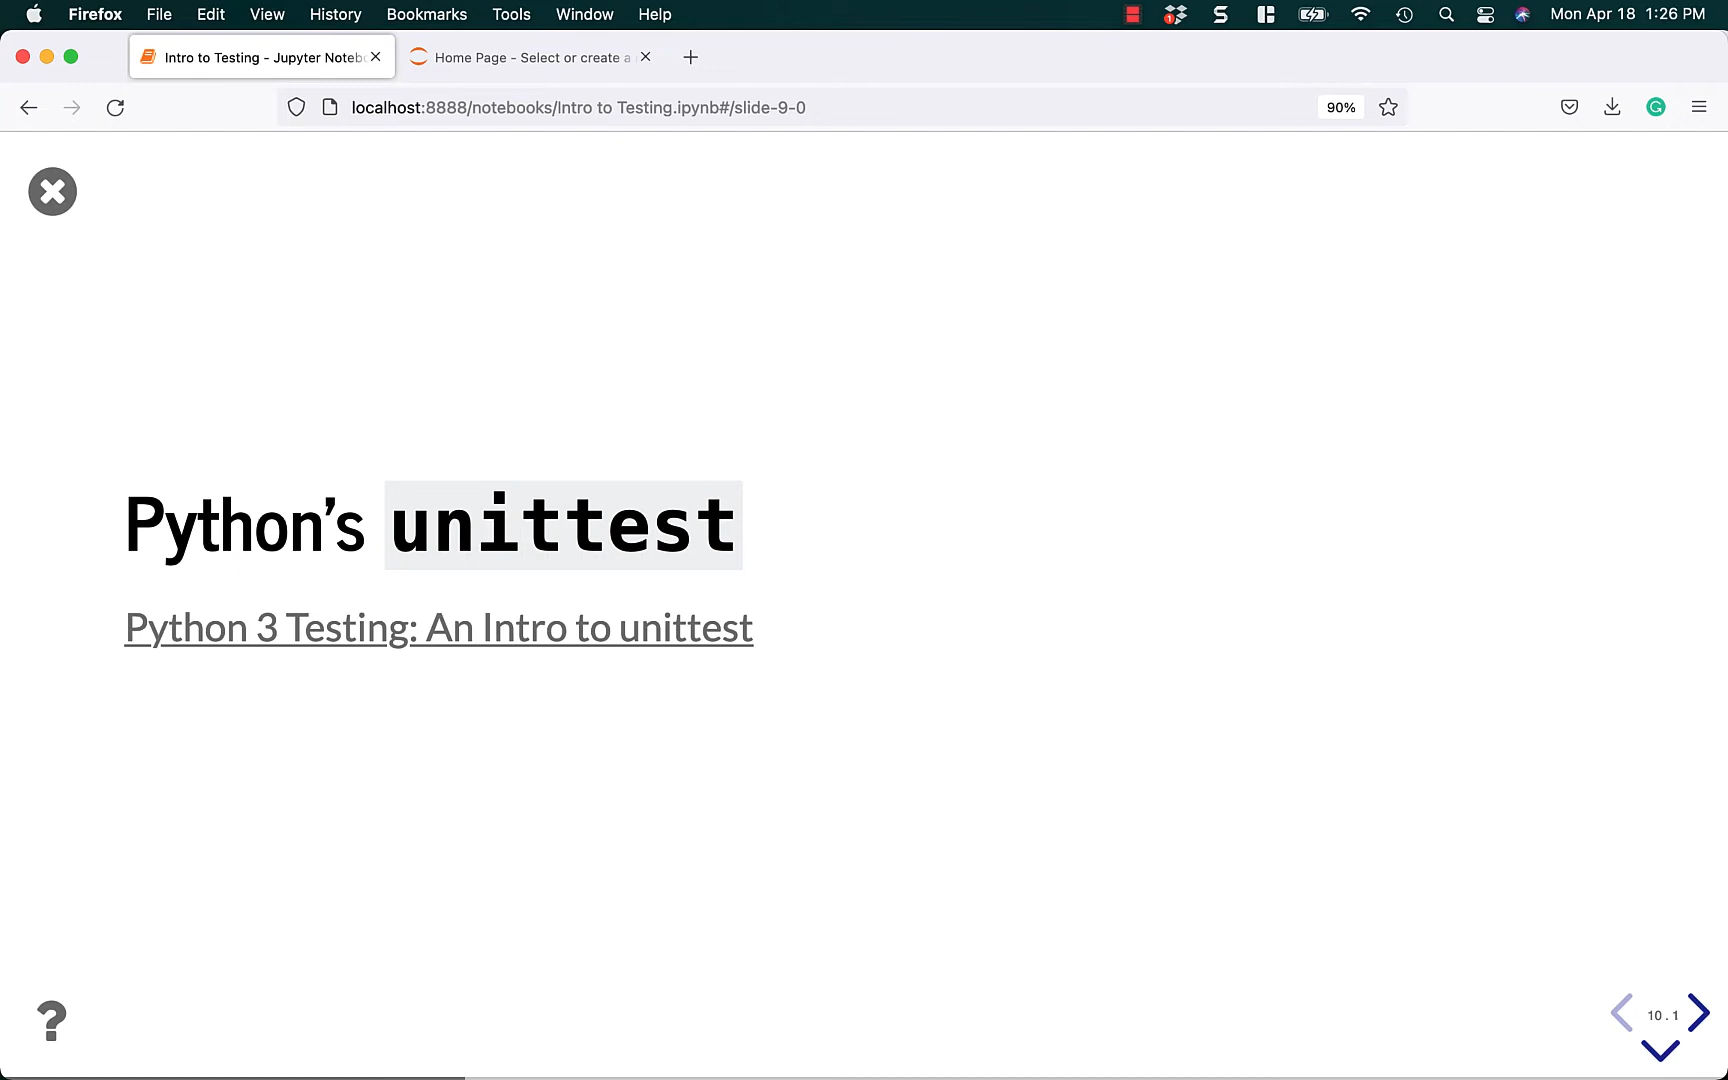 Firefox File Edit View History Bookmarks Tools Window Help 1 S Mon Apr 18 1:26 PM
Intro to Testing - Jupyter Noteb Home Page - Select or create a
localhost:8888/notebooks/Intro to Testing.ipynb#/slide-9-0 90% G
Python’s unittest
Python 3 Testing: An Intro to unittest
?
10 . 1